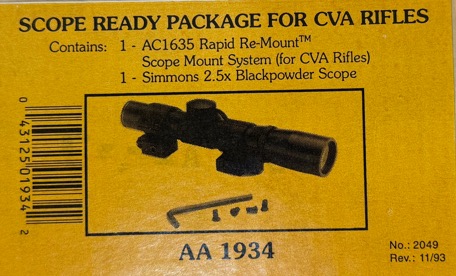 SCOPE READY PACKAGE FOR CVA RIFLES
Contains: 1 - AC1635 Rapid Re-Mount™
Scope Mount System (for CVA Rifles)
1 - Simmons 2.5x Blackpowder Scope
0 43125 01934 2
AA 1934
No.: 2049
Rev.: 11/93